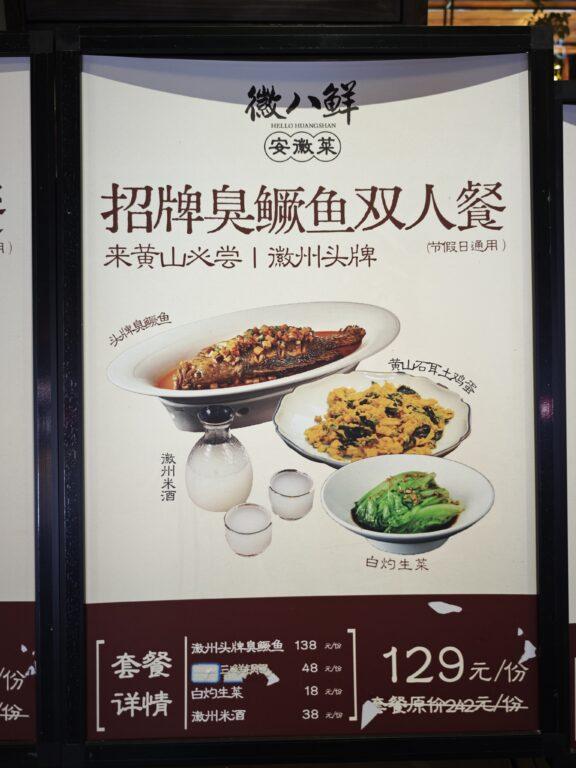 徽八鲜
HELLO HUANGSHAN
安徽菜
招牌臭鳜鱼双人餐
来黄山必尝 | 徽州头牌
(节假日通用)
头牌臭鳜鱼
黄山石耳土鸡蛋
徽州米酒
白灼生菜
套餐详情
徽州头牌臭鳜鱼 138 元/份
48 元/份
白灼生菜 18 元/份
徽州米酒 38 元/份
129元/份
套餐原价242元/份